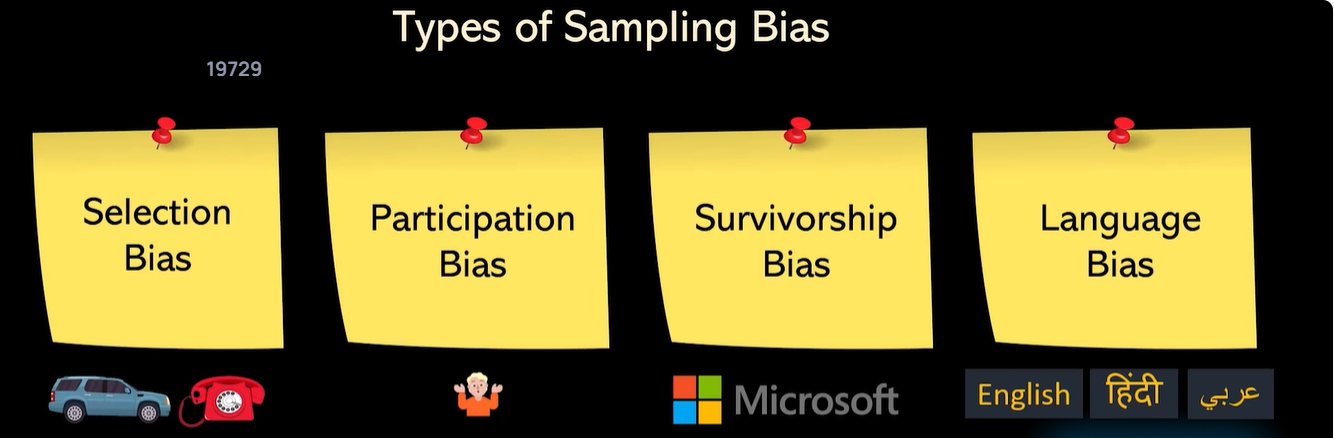 Types of Sampling Bias
19729
Selection
Bias
Participation
Bias
Survivorship
Bias
Language
Bias
Microsoft
English
हिंदी
عربي